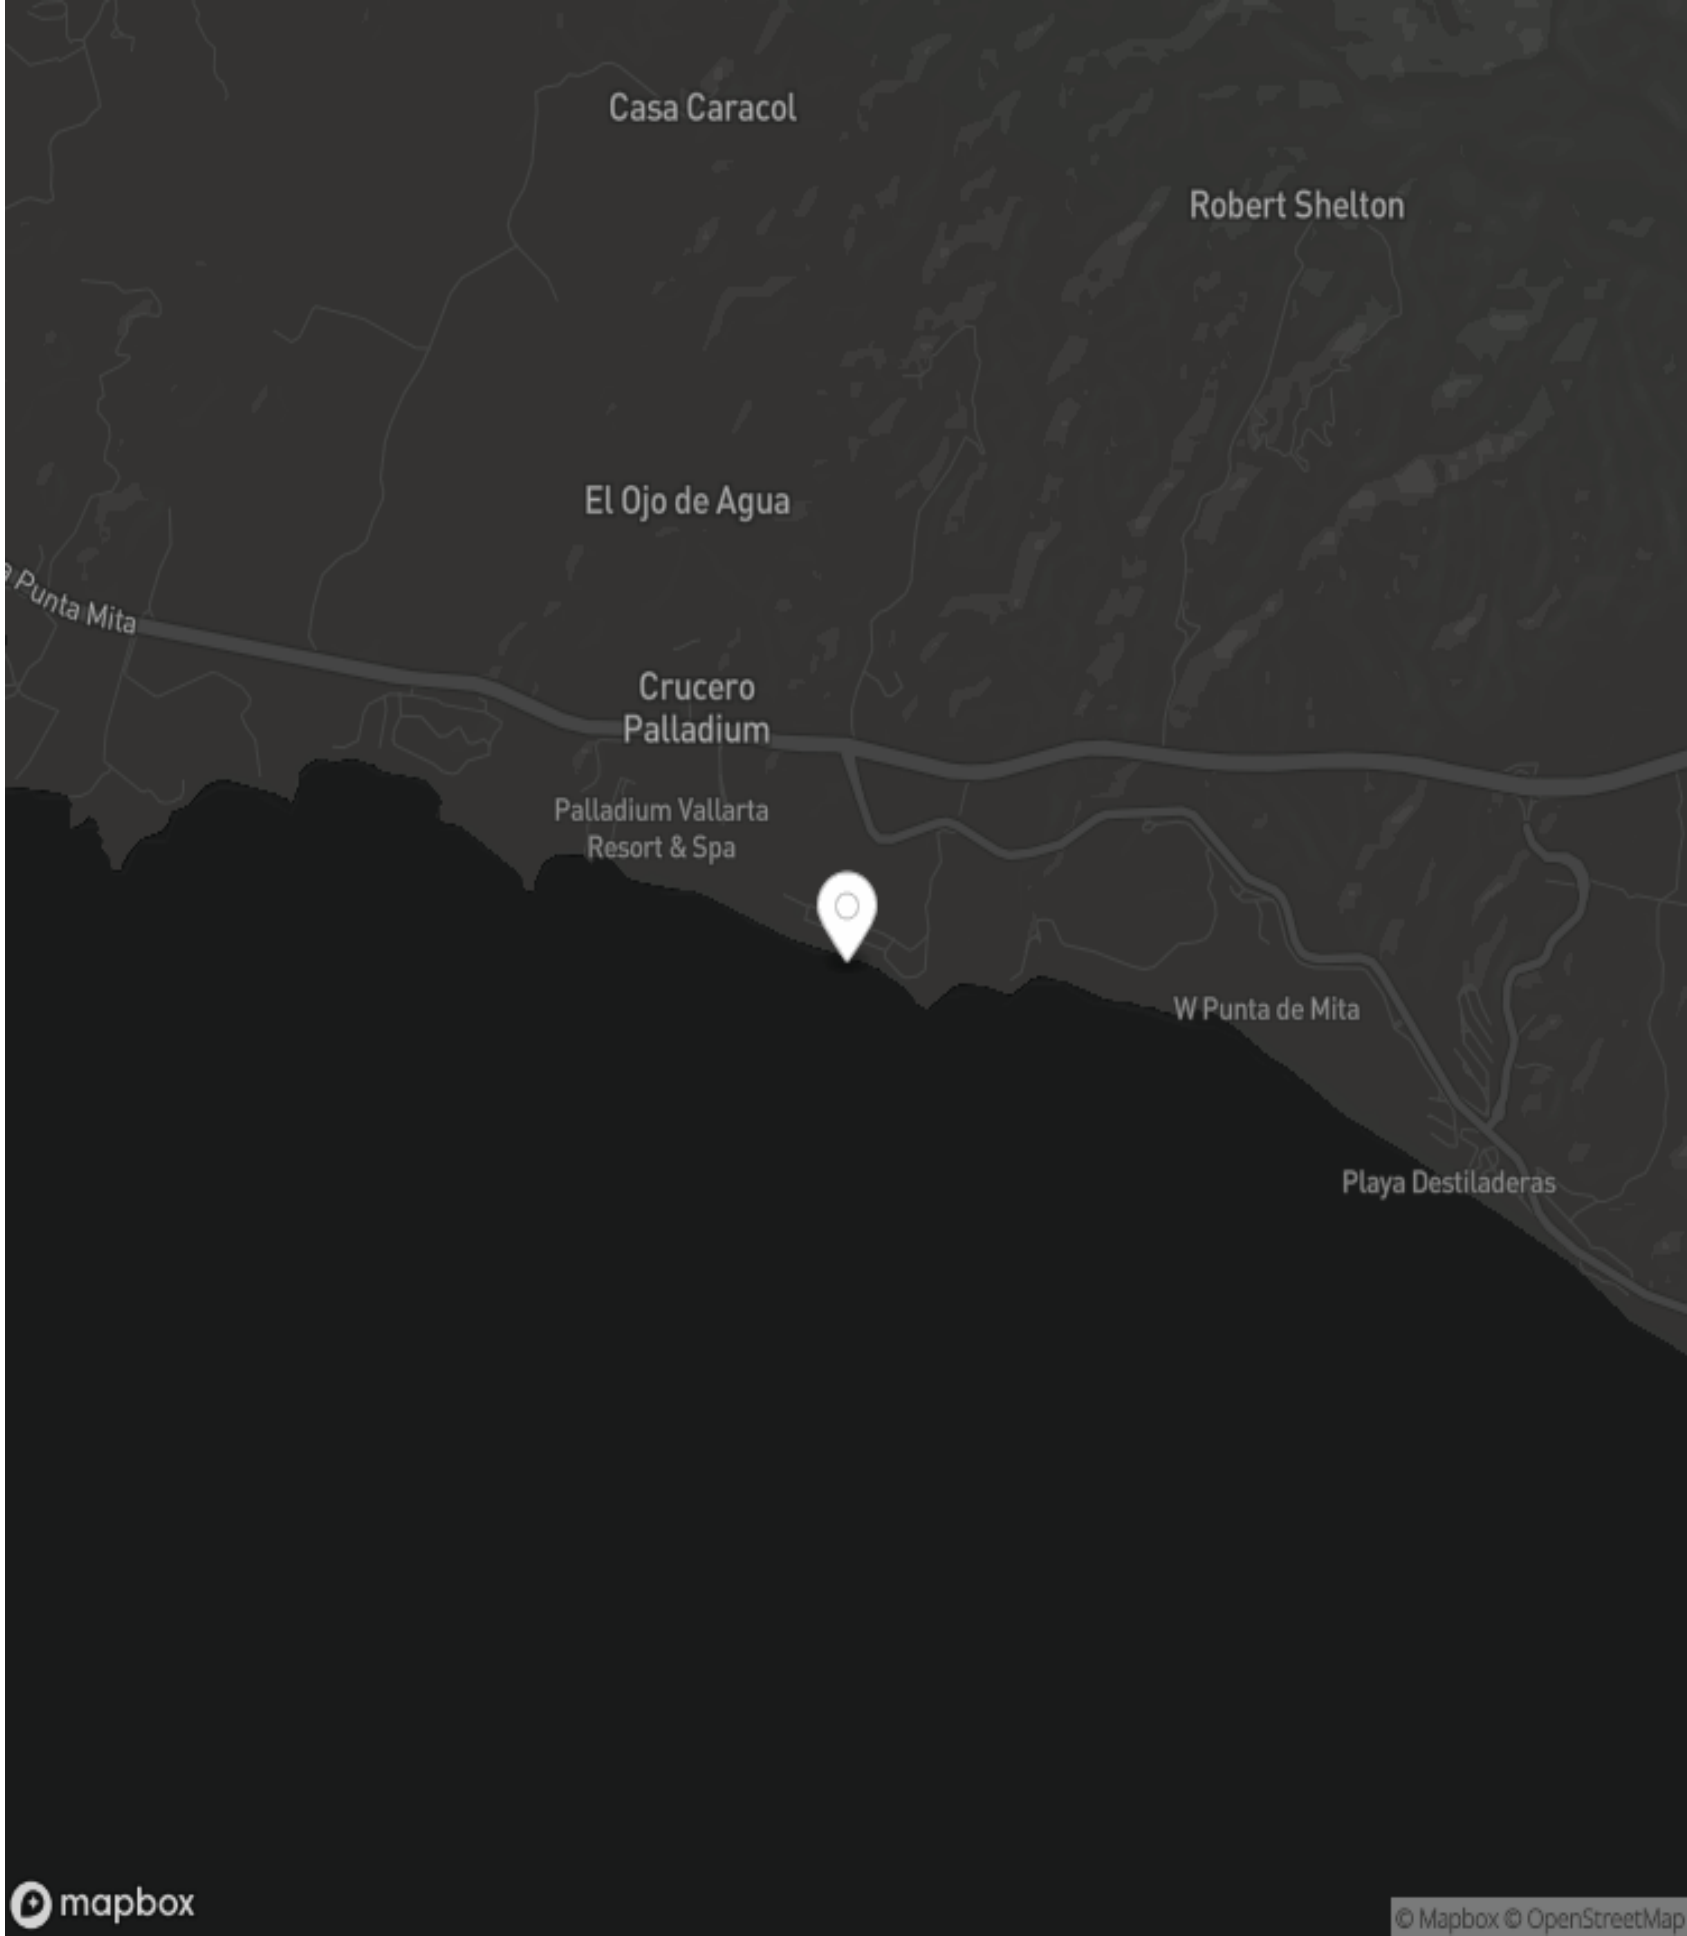 Casa Caracol
Robert Shelton
El Ojo de Agua
a Punta Mita
Crucero
Palladium
Palladium Vallarta
Resort & Spa
W Punta de Mita
Playa Destiladeras
mapbox
© Mapbox © OpenStreetMap